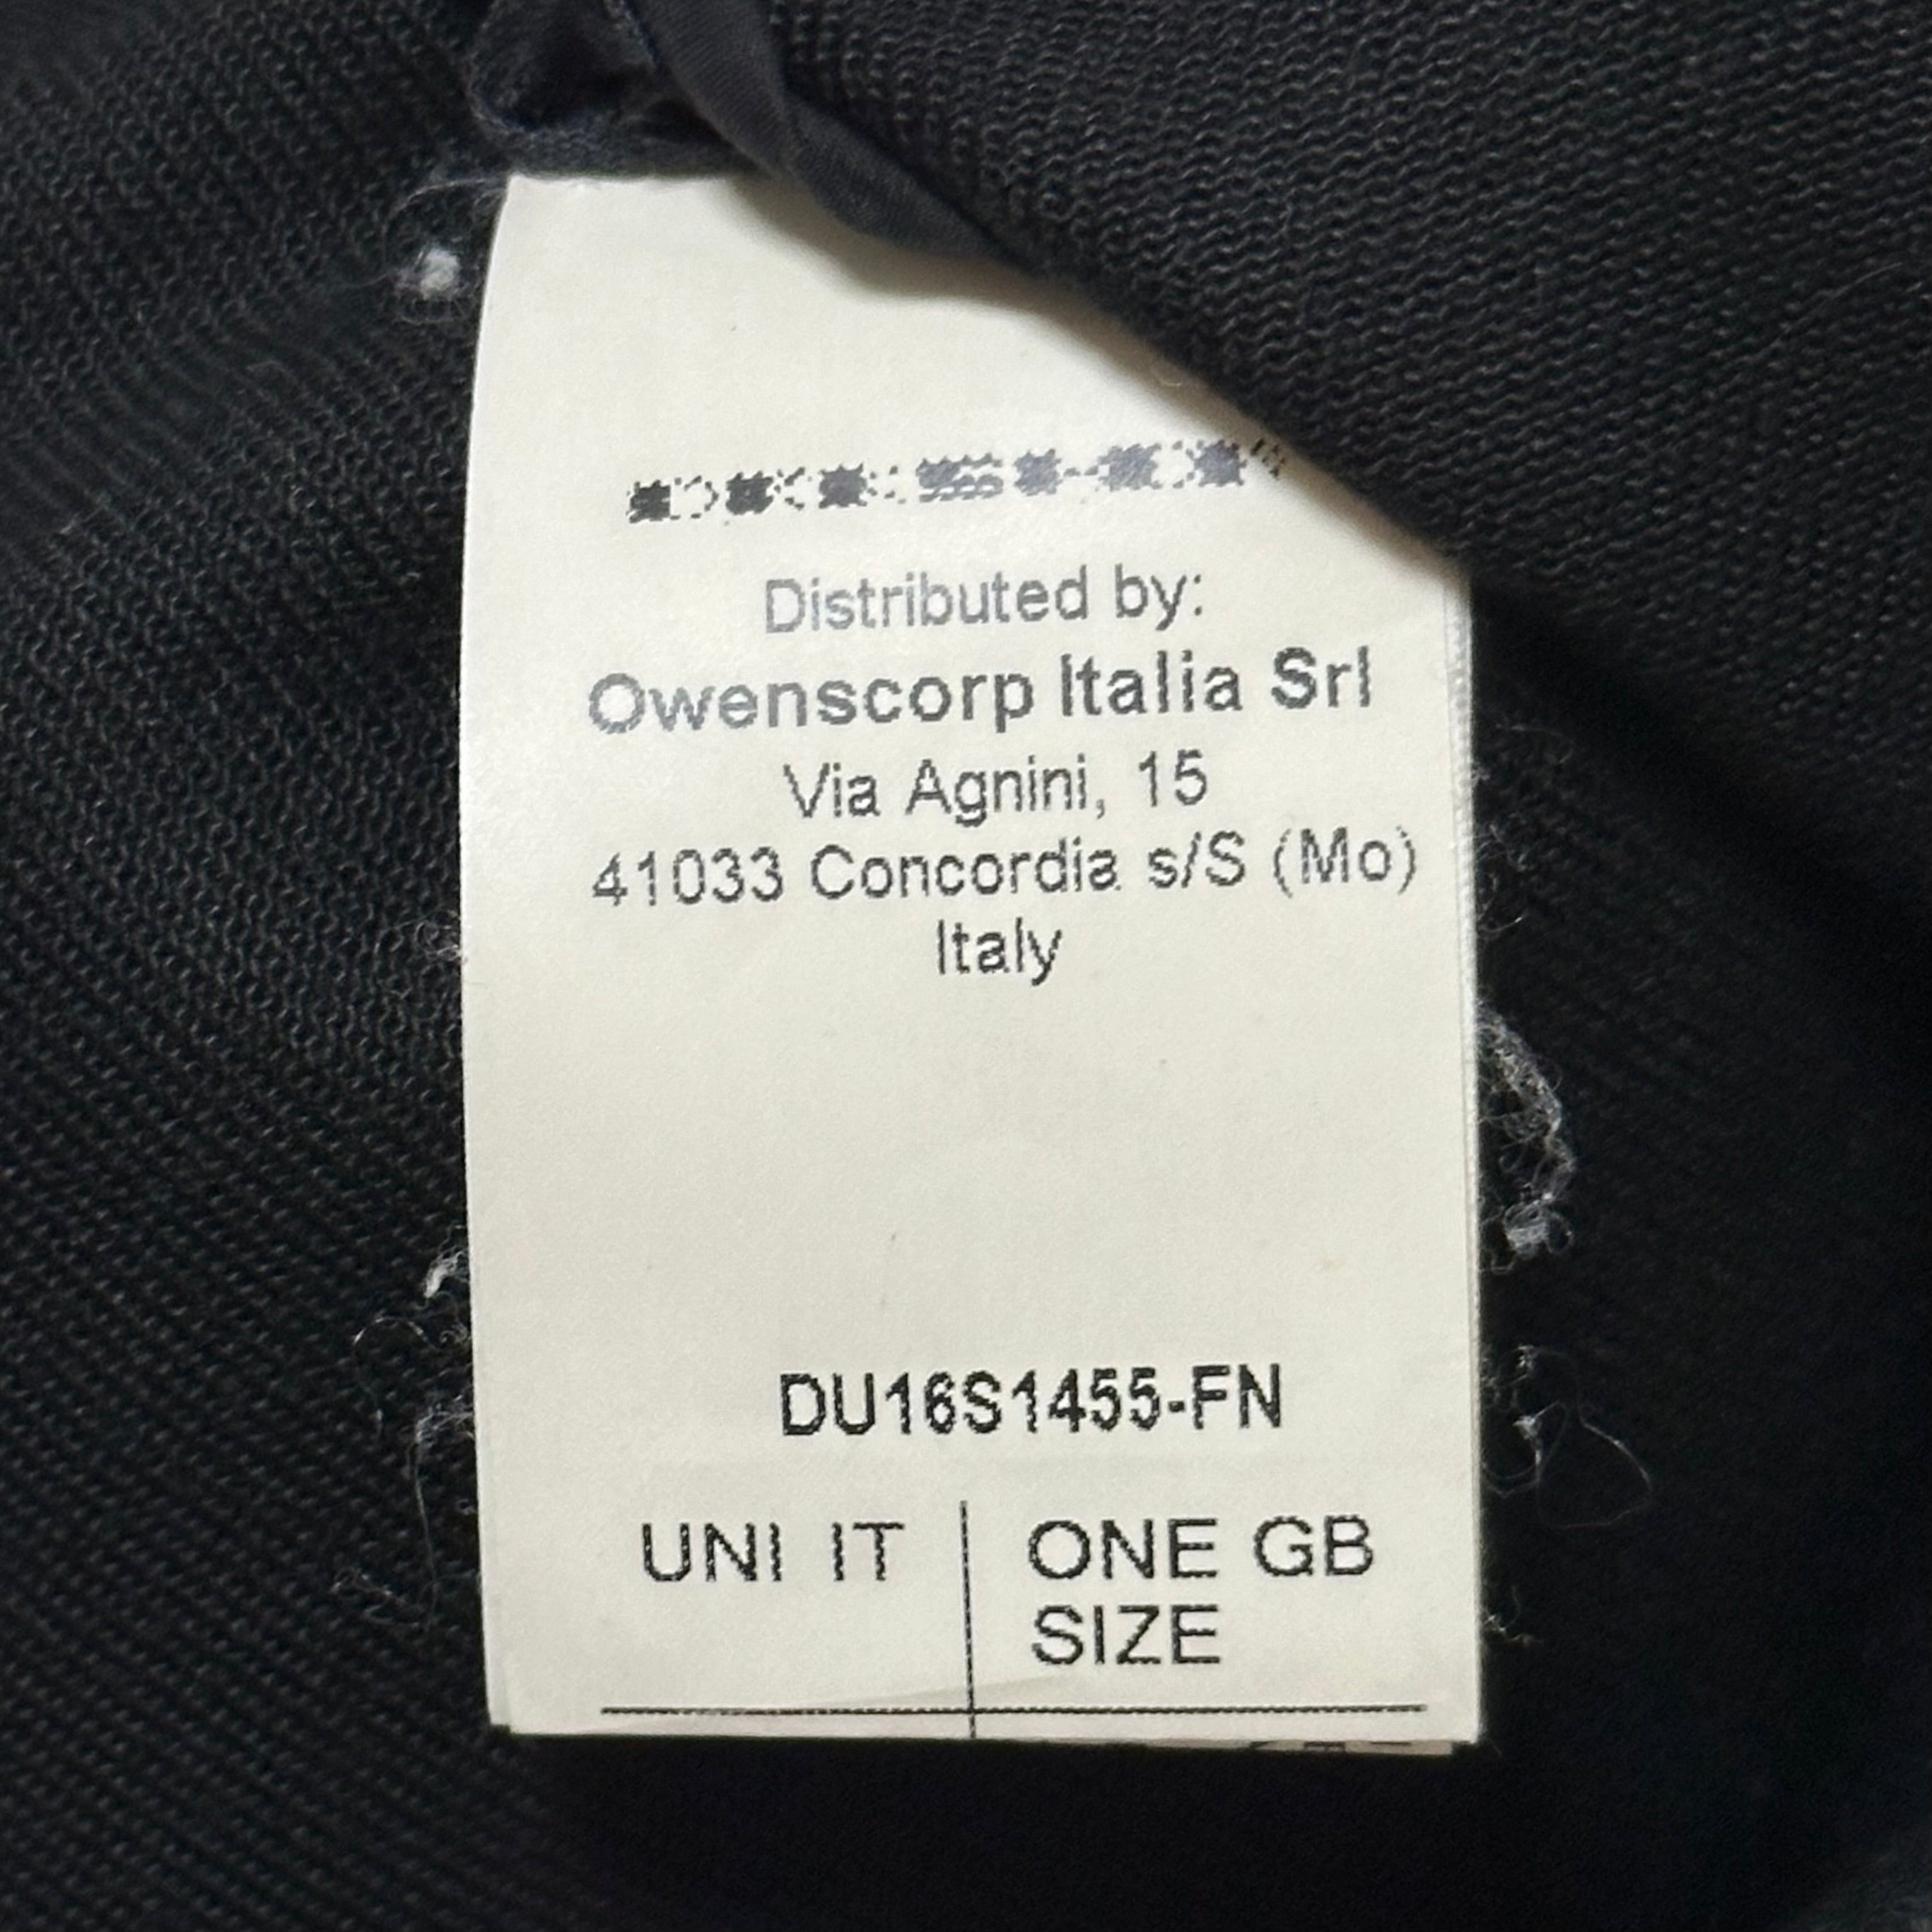 Distributed by:
Owenscorp Italia Srl
Via Agnini, 15
41033 Concordia s/S (Mo)
Italy
DU16S1455-FN
UNI IT
ONE GB
SIZE